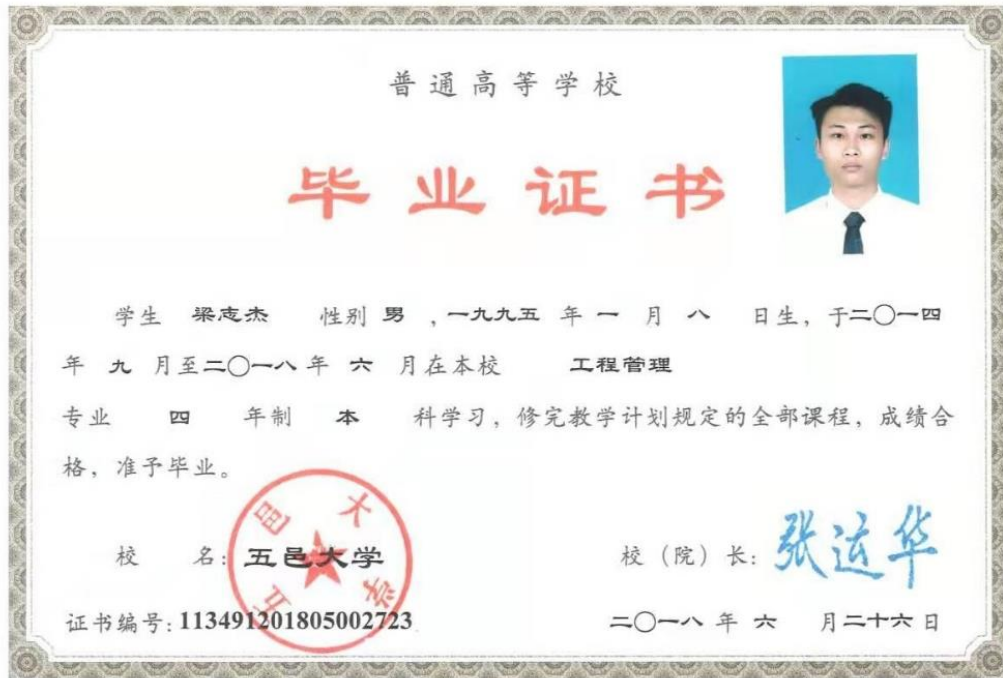 普通高等学校
毕业证书
学生 梁志杰 性别 男 ，一九九五 年 一 月 八 日生，于二〇一四
年 九 月至二〇一八 年 六 月在本校 工程管理
专业 四 年制 本 科学习，修完教学计划规定的全部课程，成绩合
格，准予毕业。
五邑大学
校 名：五邑大学
校（院）长：张运华
证书编号：113491201805002723
二〇一八 年 六 月二十六日